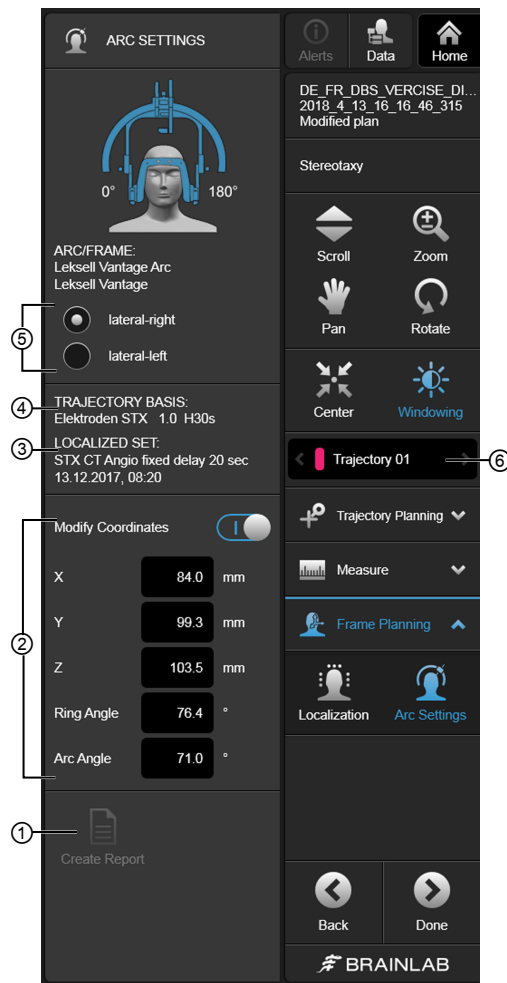 ARC SETTINGS
0°
180°
ARC/FRAME:
Leksell Vantage Arc
Leksell Vantage
5
lateral-right
lateral-left
4
TRAJECTORY BASIS:
Elektroden STX 1.0 H30s
3
LOCALIZED SET:
STX CT Angio fixed delay 20 sec
13.12.2017, 08:20
2
Modify Coordinates
X 84.0 mm
Y 99.3 mm
Z 103.5 mm
Ring Angle 76.4 °
Arc Angle 71.0 °
1
Create Report
Alerts
Data
Home
DE_FR_DBS_VERCISE_DI...
2018_4_13_16_16_46_315
Modified plan
Stereotaxy
Scroll
Zoom
Pan
Rotate
Center
Windowing
Trajectory 01
6
Trajectory Planning
Measure
Frame Planning
Localization
Arc Settings
Back
Done
BRAINLAB